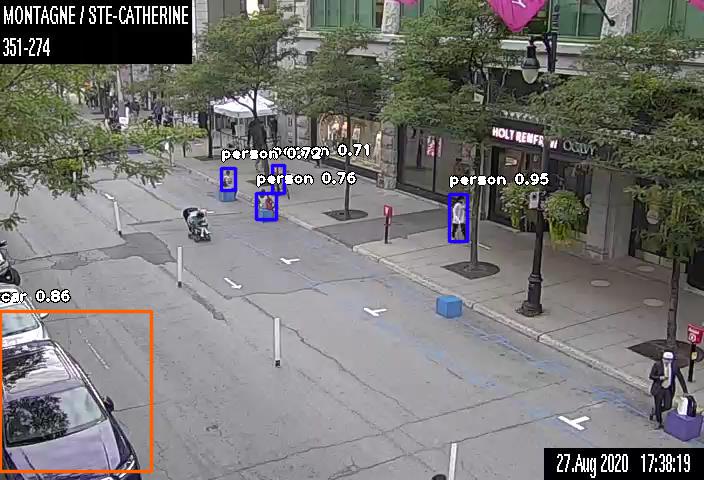 MONTAGNE / STE-CATHERINE
351-274
person 0.72
person 0.71
person 0.76
person 0.95
HOLT RENFREW OGILVY
car 0.86
27.Aug 2020 17:38:19